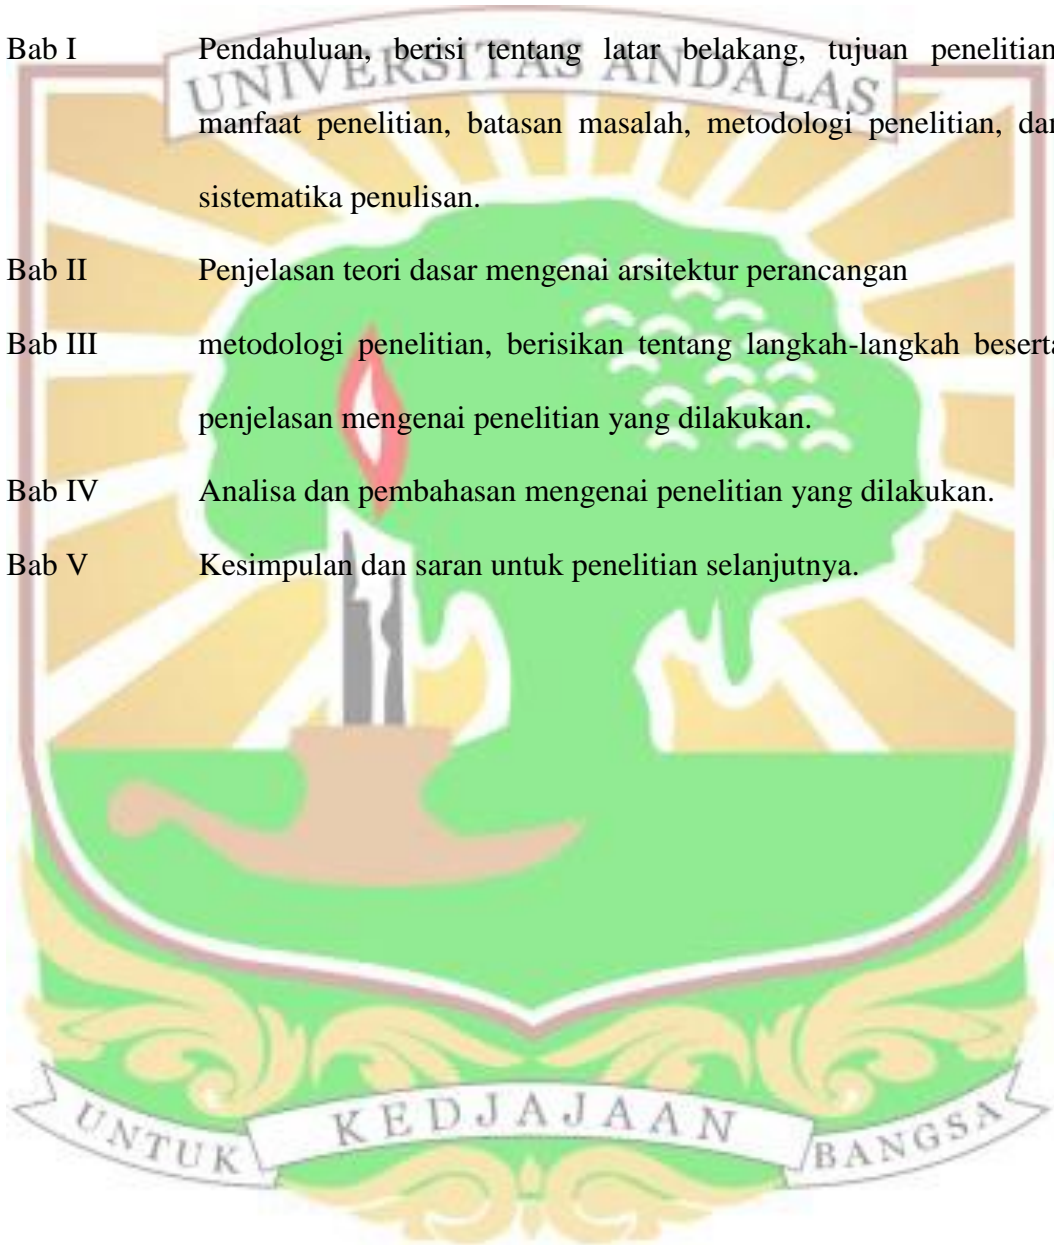 Bab I Pendahuluan, berisi tentang latar belakang, tujuan penelitian
UNIVERSITAS ANDALAS
manfaat penelitian, batasan masalah, metodologi penelitian, dan
sistematika penulisan.
Bab II Penjelasan teori dasar mengenai arsitektur perancangan
Bab III metodologi penelitian, berisikan tentang langkah-langkah beserta
penjelasan mengenai penelitian yang dilakukan.
Bab IV Analisa dan pembahasan mengenai penelitian yang dilakukan.
Bab V Kesimpulan dan saran untuk penelitian selanjutnya.
UNTUK KEDJAJAAN BANGSA